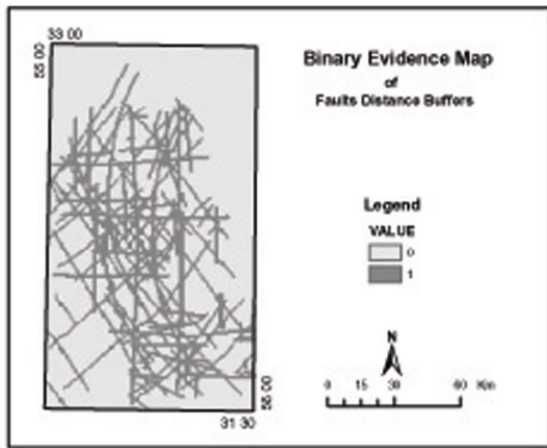 33 00
55 00
Binary Evidence Map
of
Faults Distance Buffers
Legend
VALUE
0
1
N
0 15 30 60 Km
56 00
31 30